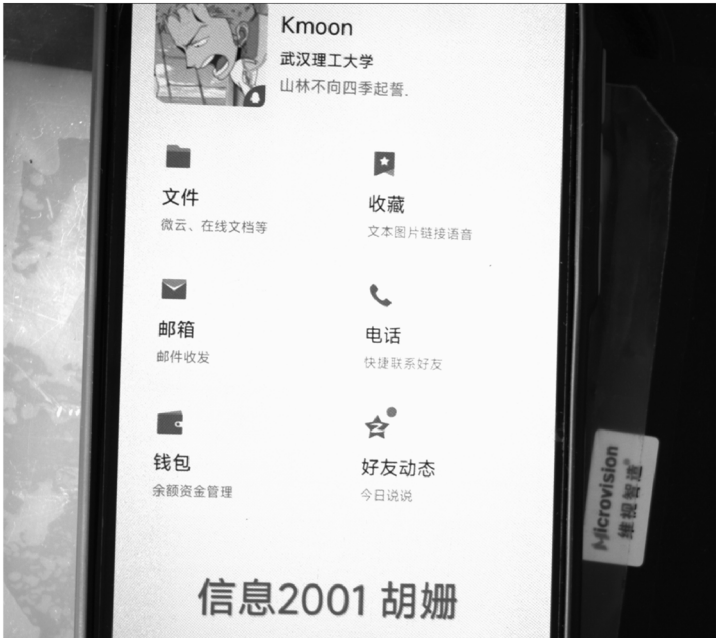 Kmoon
武汉理工大学
山林不向四季起誓.
文件
微云、在线文档等
收藏
文本图片链接语音
邮箱
邮件收发
电话
快捷联系好友
钱包
余额资金管理
好友动态
今日说说
Microvision
维视智造®
信息2001 胡姗